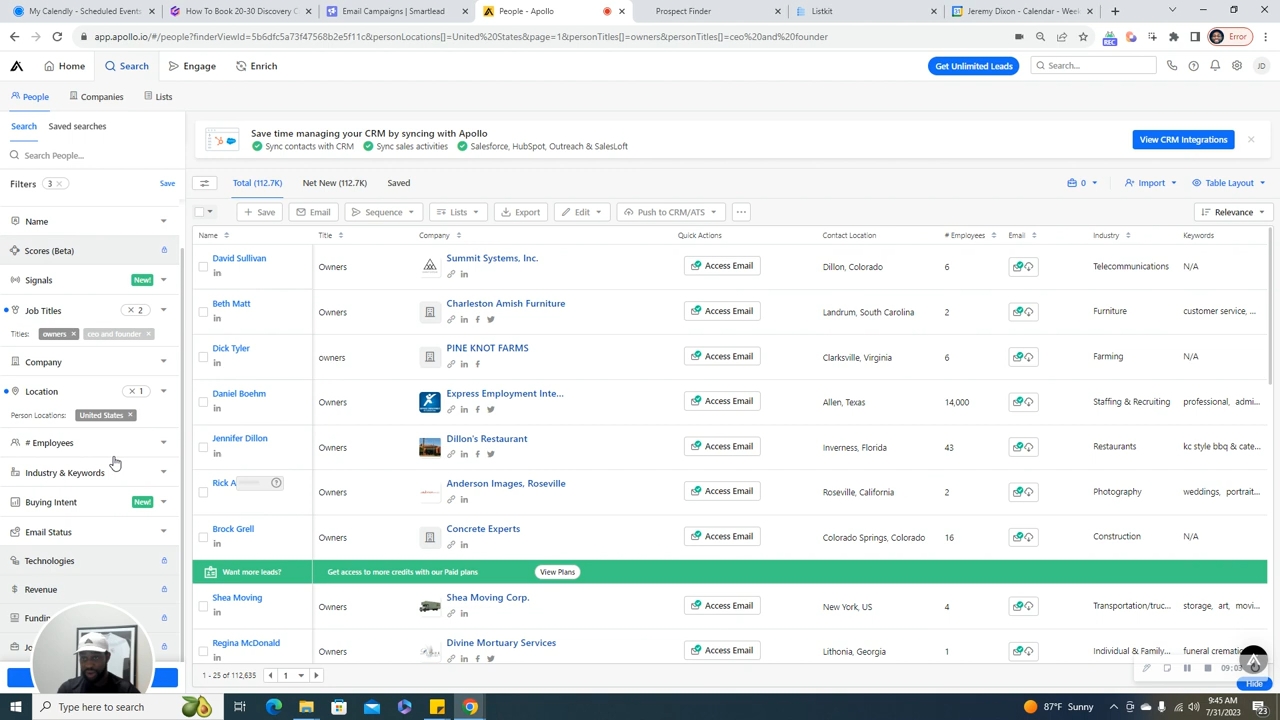 My Calendly - Scheduled Events
How To Book 20-30 Discovery C
Email Campaigns | Smartlead
People - Apollo
Prospect Finder
Listkit
Jeremy Dixon - Calendar - Week
app.apollo.io/#/people?finderViewId=5b6dfc5a73f47568b2e5f11c&personLocations[]=United States&page=1&personTitles[]=owners&personTitles[]=ceo and founder
REC
Error
Home
Search
Engage
Enrich
Get Unlimited Leads
Search...
JD
People
Companies
Lists
Search
Saved searches
Search People...
Filters
3
Save
Save time managing your CRM by syncing with Apollo
Sync contacts with CRM
Sync sales activities
Salesforce, HubSpot, Outreach & SalesLoft
View CRM Integrations
Total (112.7K)
Net New (112.7K)
Saved
0
Import
Table Layout
Save
Email
Sequence
Lists
Export
Edit
Push to CRM/ATS
Relevance
Name
Scores (Beta)
Signals
New!
Job Titles
2
Titles:
owners
ceo and founder
Company
Location
1
Person Locations:
United States
# Employees
Industry & Keywords
Buying Intent
New!
Email Status
Technologies
Revenue
Fundin
Jo
Name Title Company Quick Actions Contact Location # Employees Email Industry Keywords
David Sullivan Owners Summit Systems, Inc. Access Email Dillon, Colorado 6 Telecommunications N/A
Beth Matt Owners Charleston Amish Furniture Access Email Landrum, South Carolina 2 Furniture customer service, ...
Dick Tyler owners PINE KNOT FARMS Access Email Clarksville, Virginia 6 Farming N/A
Daniel Boehm Owners Express Employment Inte... Access Email Allen, Texas 14,000 Staffing & Recruiting professional, admi...
Jennifer Dillon Owners Dillon's Restaurant Access Email Inverness, Florida 43 Restaurants kc style bbq & cate...
Rick A Owners Anderson Images, Roseville Access Email Roseville, California 2 Photography weddings, portrait...
Brock Grell Owners Concrete Experts Access Email Colorado Springs, Colorado 16 Construction N/A
Want more leads? Get access to more credits with our Paid plans View Plans
Shea Moving Owners Shea Moving Corp. Access Email New York, US 4 Transportation/truc... storage, art, movi...
Regina McDonald Owners Divine Mortuary Services Access Email Lithonia, Georgia 1 Individual & Family... funeral cremation...
1 - 25 of 112,635
1
09:03
Hide
Type here to search
87°F Sunny
9:45 AM
7/31/2023
23